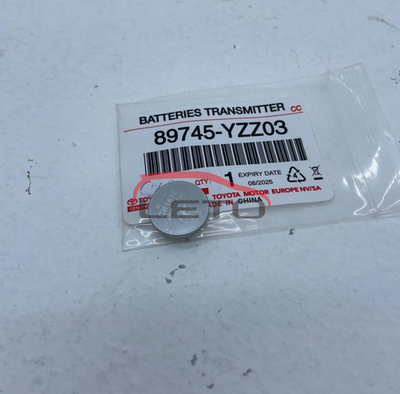 BATTERIES TRANSMITTER CC
89745-YZZ03
QTY: 1 EXPIRY DATE
08/2025
TOYOTA MOTOR EUROPE NV/SA
MADE IN CHINA
LETO